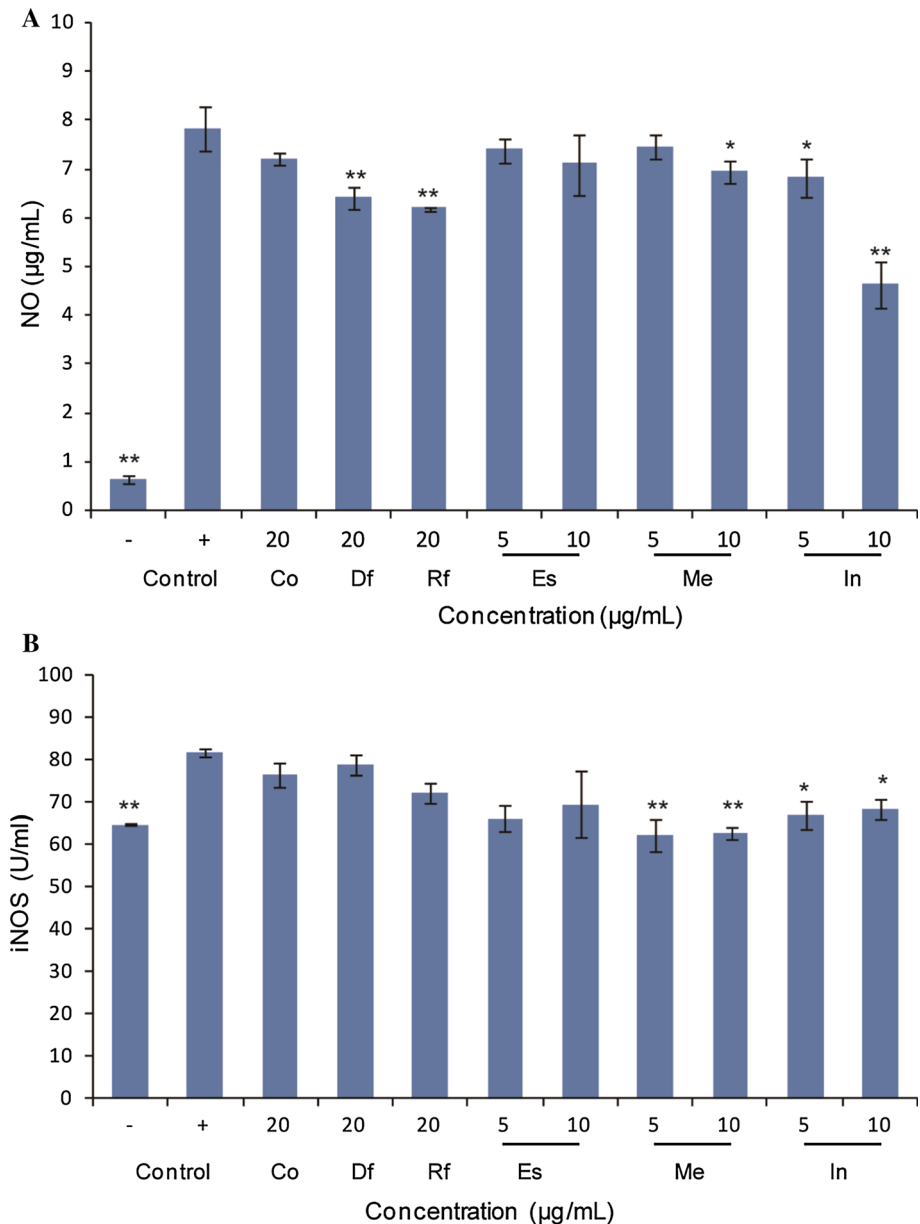 A
10
9
8
7
6
5
4
3
2
1
0
NO (µg/mL)
** ** ** * * **
- + 20 20 20 5 10 5 10 5 10
Control Co Df Rf Es Me In
Concentration (µg/mL)
B
100
90
80
70
60
50
40
30
20
10
0
iNOS (U/ml)
** ** ** * *
- + 20 20 20 5 10 5 10 5 10
Control Co Df Rf Es Me In
Concentration (µg/mL)